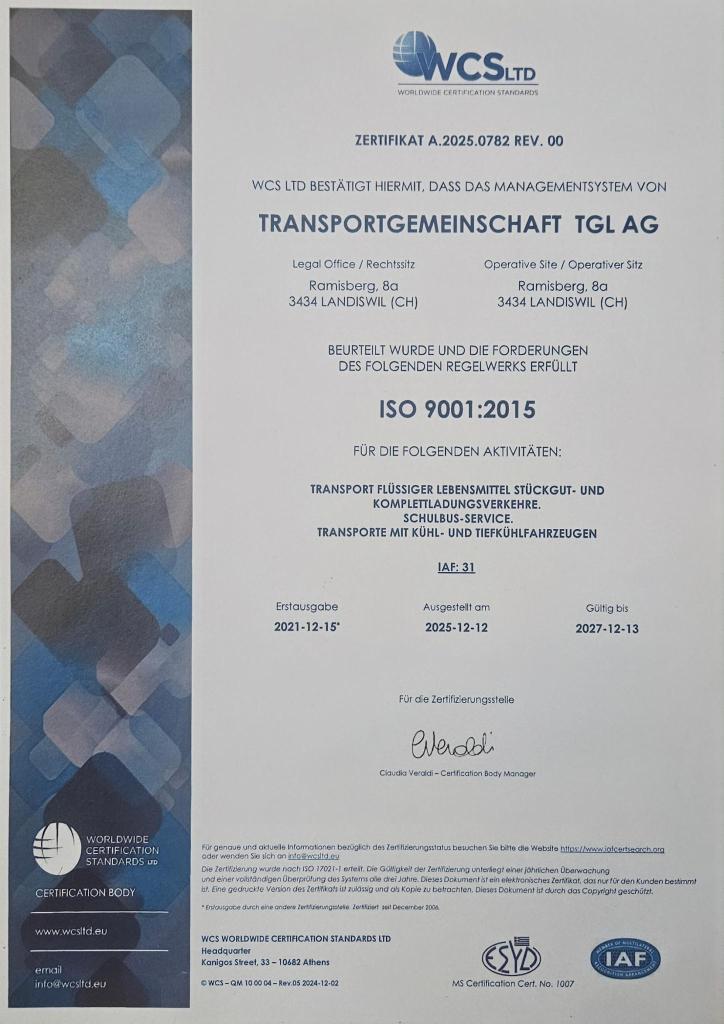 WCS LTD
WORLDWIDE CERTIFICATION STANDARDS
ZERTIFIKAT A.2025.0782 REV. 00
WCS LTD BESTÄTIGT HIERMIT, DASS DAS MANAGEMENTSYSTEM VON
TRANSPORTGEMEINSCHAFT TGL AG
Legal Office / Rechtssitz
Ramisberg, 8a
3434 LANDISWIL (CH)
Operative Site / Operativer Sitz
Ramisberg, 8a
3434 LANDISWIL (CH)
BEURTEILT WURDE UND DIE FORDERUNGEN
DES FOLGENDEN REGELWERKS ERFÜLLT
ISO 9001:2015
FÜR DIE FOLGENDEN AKTIVITÄTEN:
TRANSPORT FLÜSSIGER LEBENSMITTEL STÜCKGUT- UND
KOMPLETTLADUNGSVERKEHRE.
SCHULBUS-SERVICE.
TRANSPORTE MIT KÜHL- UND TIEFKÜHLFAHRZEUGEN
IAF: 31
Erstausgabe
2021-12-15*
Ausgestellt am
2025-12-12
Gültig bis
2027-12-13
Für die Zertifizierungsstelle
CVeraldi
Claudia Veraldi – Certification Body Manager
Für genaue und aktuelle Informationen bezüglich des Zertifizierungsstatus besuchen Sie bitte die Website https://www.iafcertsearch.org
oder wenden Sie sich an info@wcsltd.eu
Die Zertifizierung wurde nach ISO 17021-1 erteilt. Die Gültigkeit der Zertifizierung unterliegt einer jährlichen Überwachung
und einer vollständigen Überprüfung des Systems alle drei Jahre. Dieses Dokument ist ein elektronisches Zertifikat, das nur für den Kunden bestimmt
ist. Eine gedruckte Version des Zertifikats ist zulässig und als Kopie zu betrachten. Dieses Dokument ist durch das Copyright geschützt.
* Erstausgabe durch eine andere Zertifizierungsstelle. Zertifiziert seit December 2006.
WCS WORLDWIDE CERTIFICATION STANDARDS LTD
Headquarter
Kanigos Street, 33 – 10682 Athens
© WCS – QM 10 00 04 – Rev.05 2024-12-02
ESYD
MS Certification Cert. No. 1007
MEMBER OF MULTILATERAL
IAF
RECOGNITION ARRANGEMENT
WORLDWIDE
CERTIFICATION
STANDARDS LTD
CERTIFICATION BODY
www.wcsltd.eu
email
info@wcsltd.eu